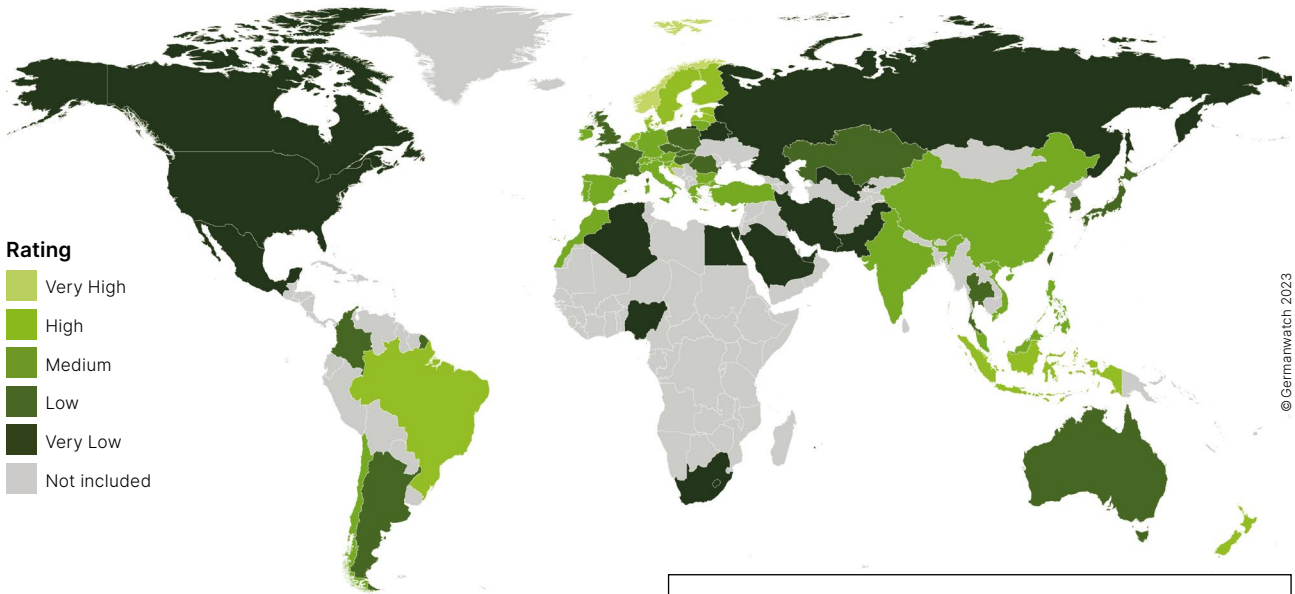 Rating
Very High
High
Medium
Low
Very Low
Not included
© Germanwatch 2023